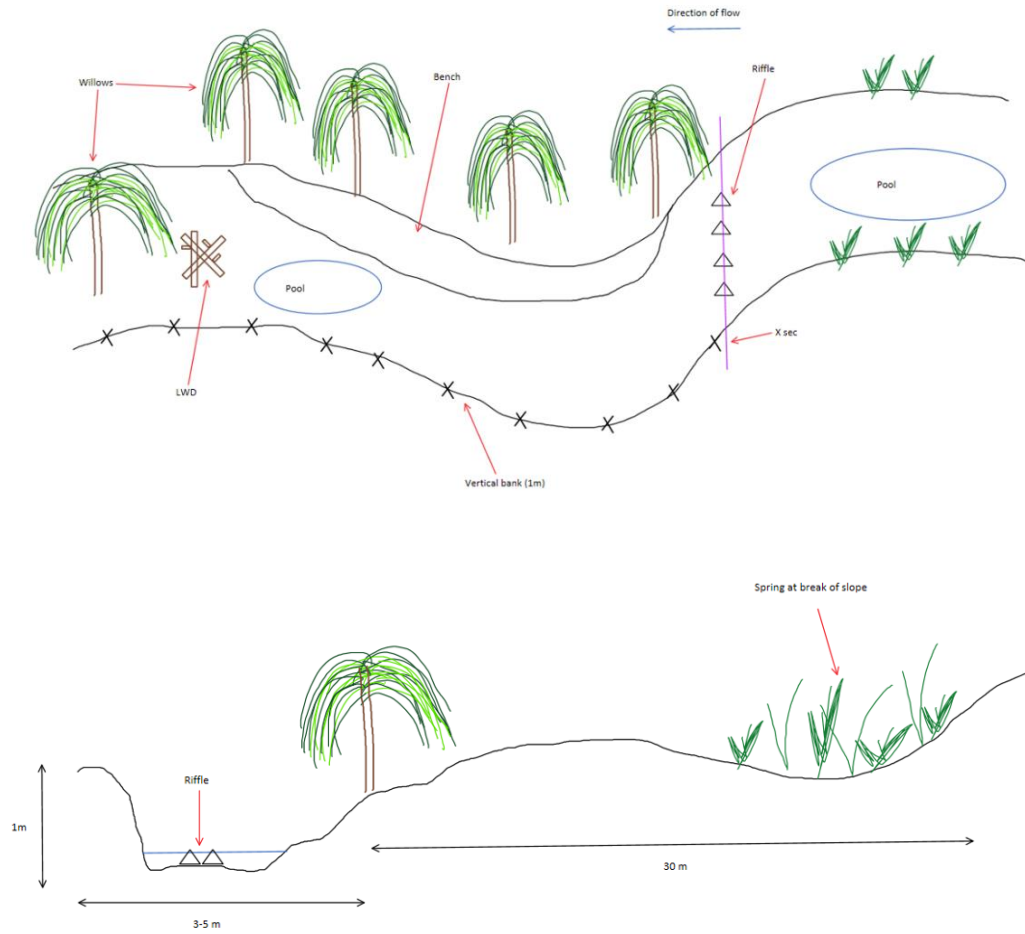 Direction of flow
Riffle
Bench
Willows
Pool
Pool
X sec
LWD
Vertical bank (1m)
Spring at break of slope
Riffle
1m
30 m
3-5 m